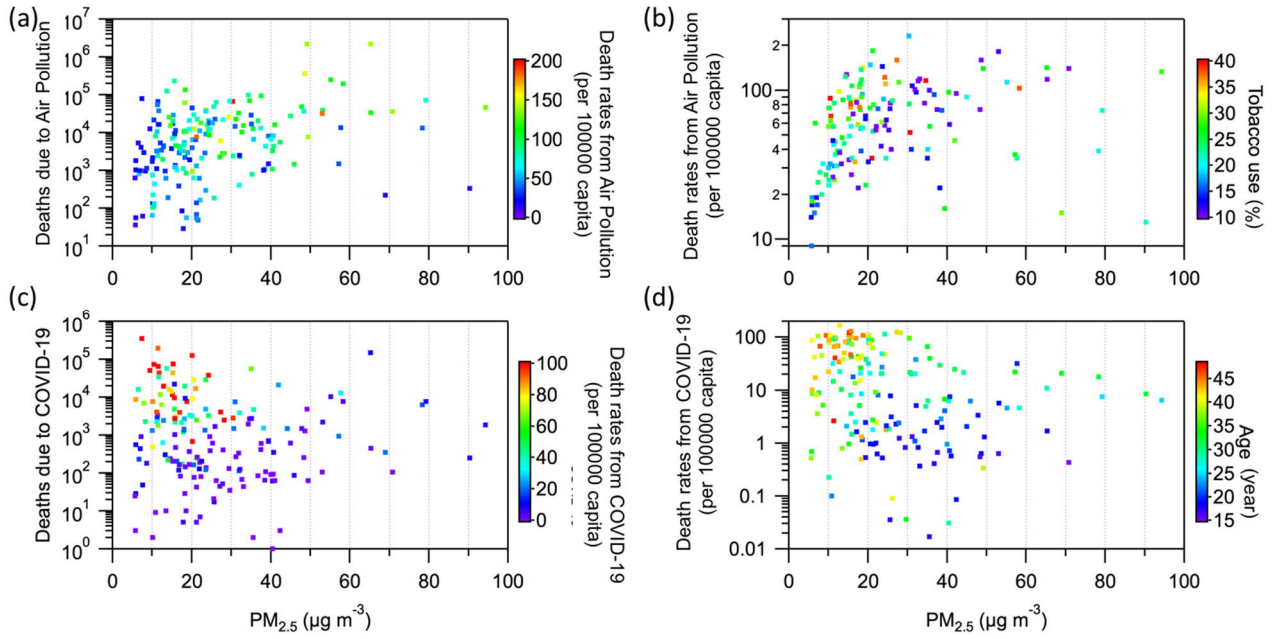 (a)
Deaths due to Air Pollution
10^7
10^6
10^5
10^4
10^3
10^2
10^1
0 20 40 60 80 100
200
150
100
50
0
Death rates from Air Pollution
(per 100000 capita)
(b)
Death rates from Air Pollution
(per 100000 capita)
2
100
8
6
4
2
10
0 20 40 60 80 100
40
35
30
25
20
15
10
Tobacco use (%)
(c)
Deaths due to COVID-19
10^6
10^5
10^4
10^3
10^2
10^1
10^0
0 20 40 60 80 100
PM2.5 (μg m-3)
100
80
60
40
20
0
Death rates from COVID-19
(per 100000 capita)
(d)
Death rates from COVID-19
(per 100000 capita)
100
10
1
0.1
0.01
0 20 40 60 80 100
PM2.5 (μg m-3)
45
40
35
30
25
20
15
Age (year)